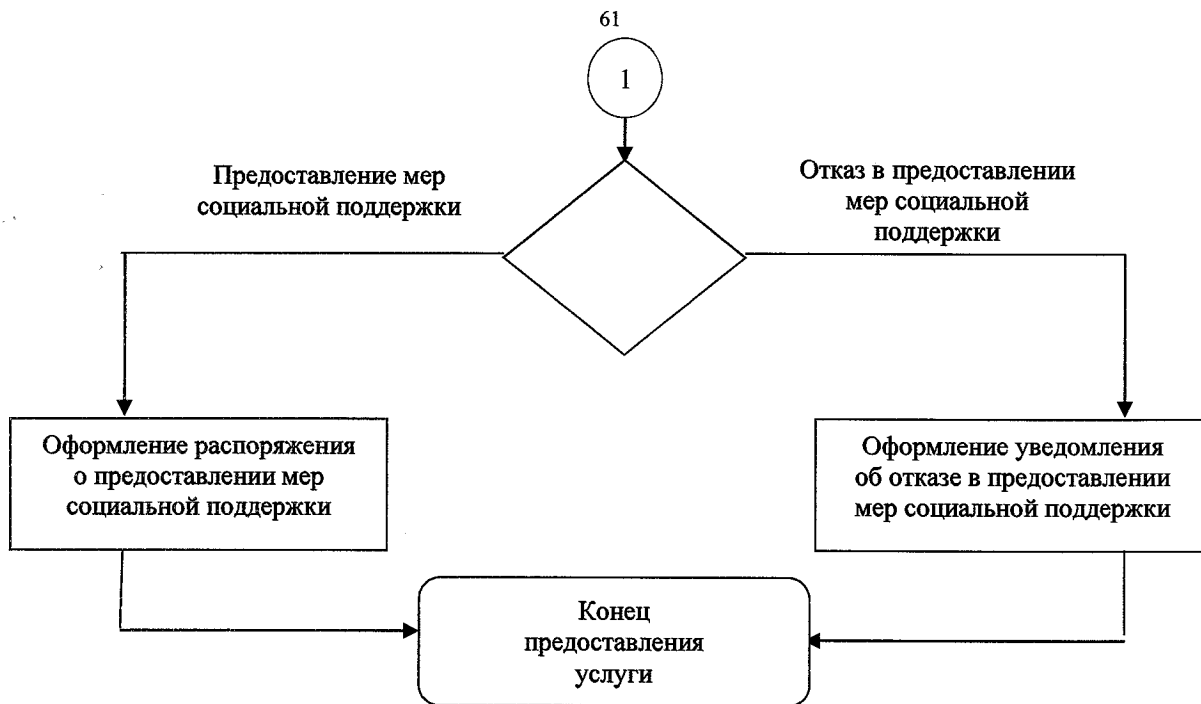 61
1
Предоставление мер
социальной поддержки
Отказ в предоставлении
мер социальной
поддержки
Оформление распоряжения
о предоставлении мер
социальной поддержки
Оформление уведомления
об отказе в предоставлении
мер социальной поддержки
Конец
предоставления
услуги